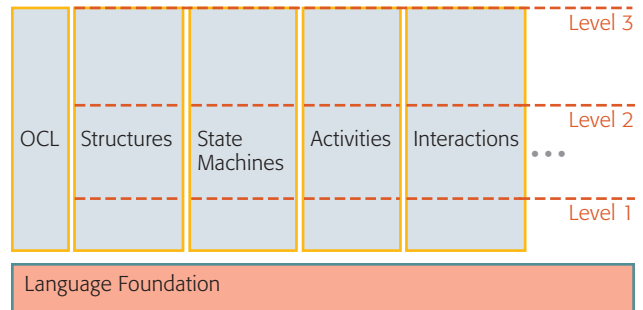 Level 3
Level 2
OCL
Structures
State
Machines
Activities
Interactions
...
Level 1
Language Foundation